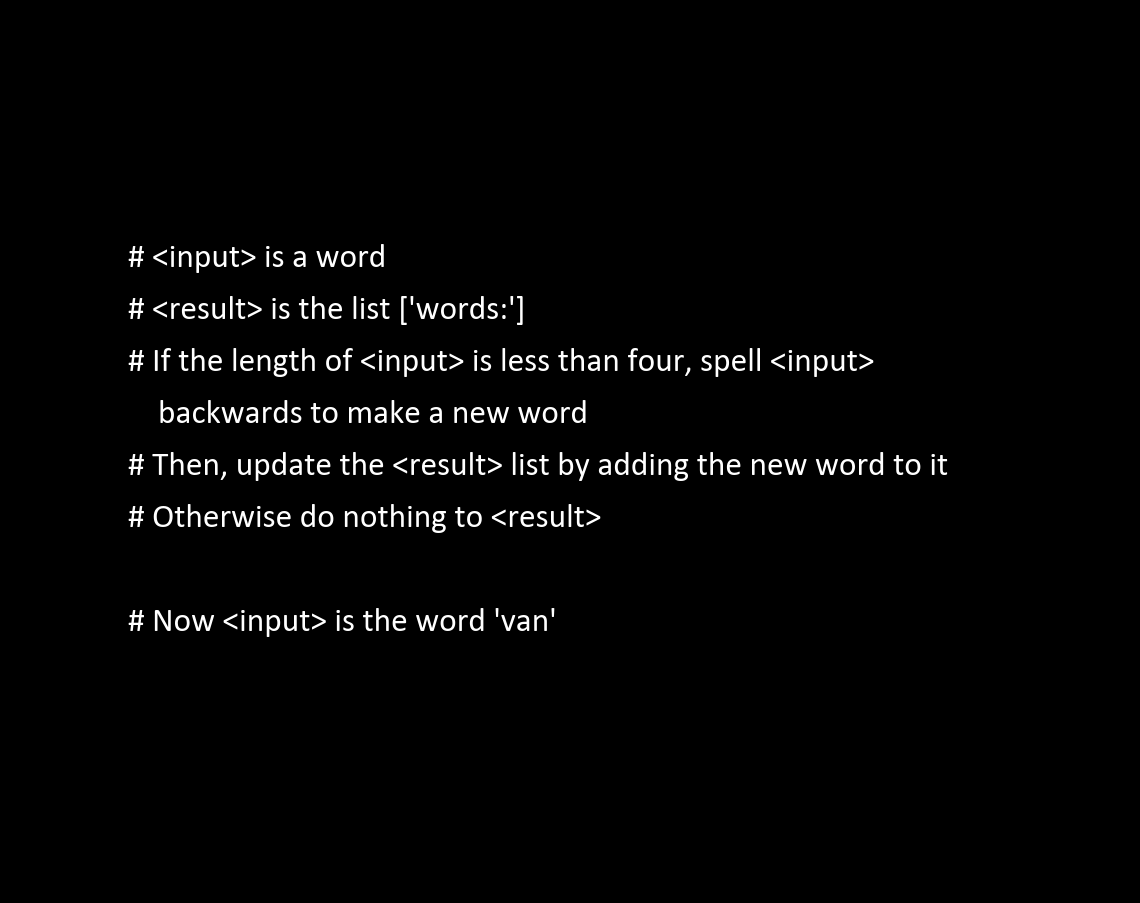 # <input> is a word
# <result> is the list ['words:']
# If the length of <input> is less than four, spell <input>
backwards to make a new word
# Then, update the <result> list by adding the new word to it
# Otherwise do nothing to <result>
# Now <input> is the word 'van'